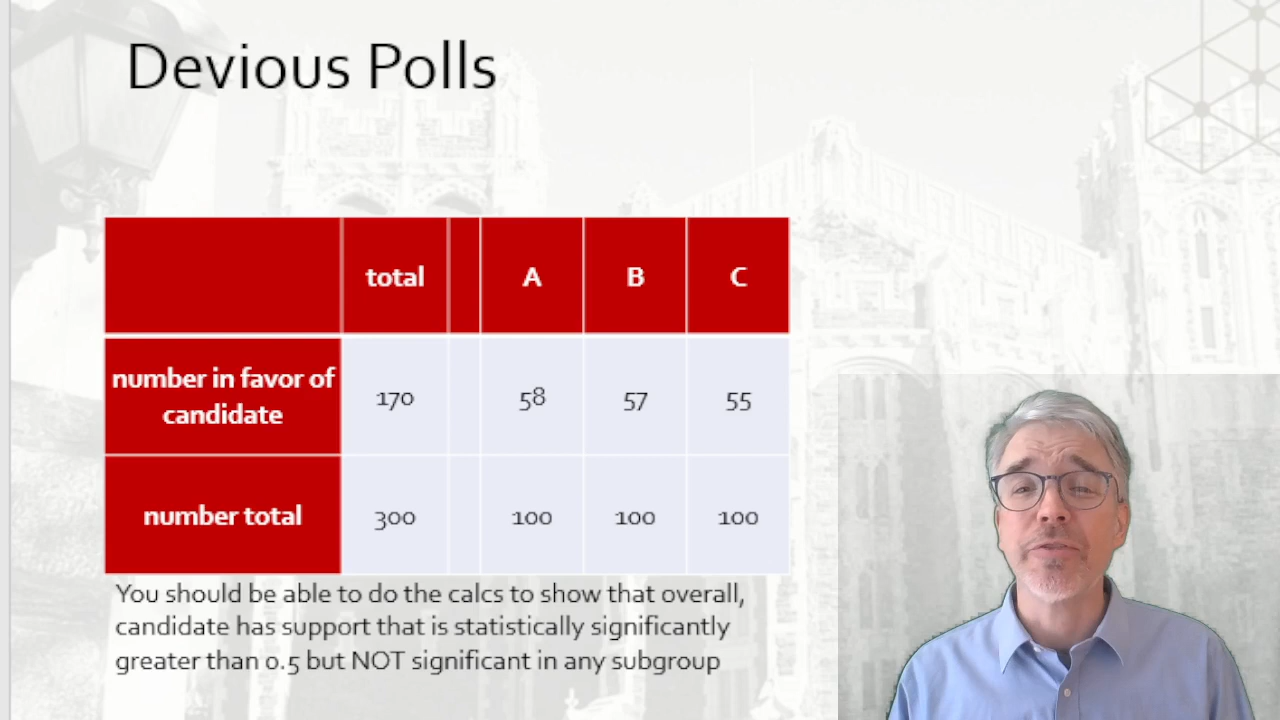 Devious Polls
total A B C
number in favor of
candidate
170 58 57 55
number total
300 100 100 100
You should be able to do the calcs to show that overall,
candidate has support that is statistically significantly
greater than 0.5 but NOT significant in any subgroup